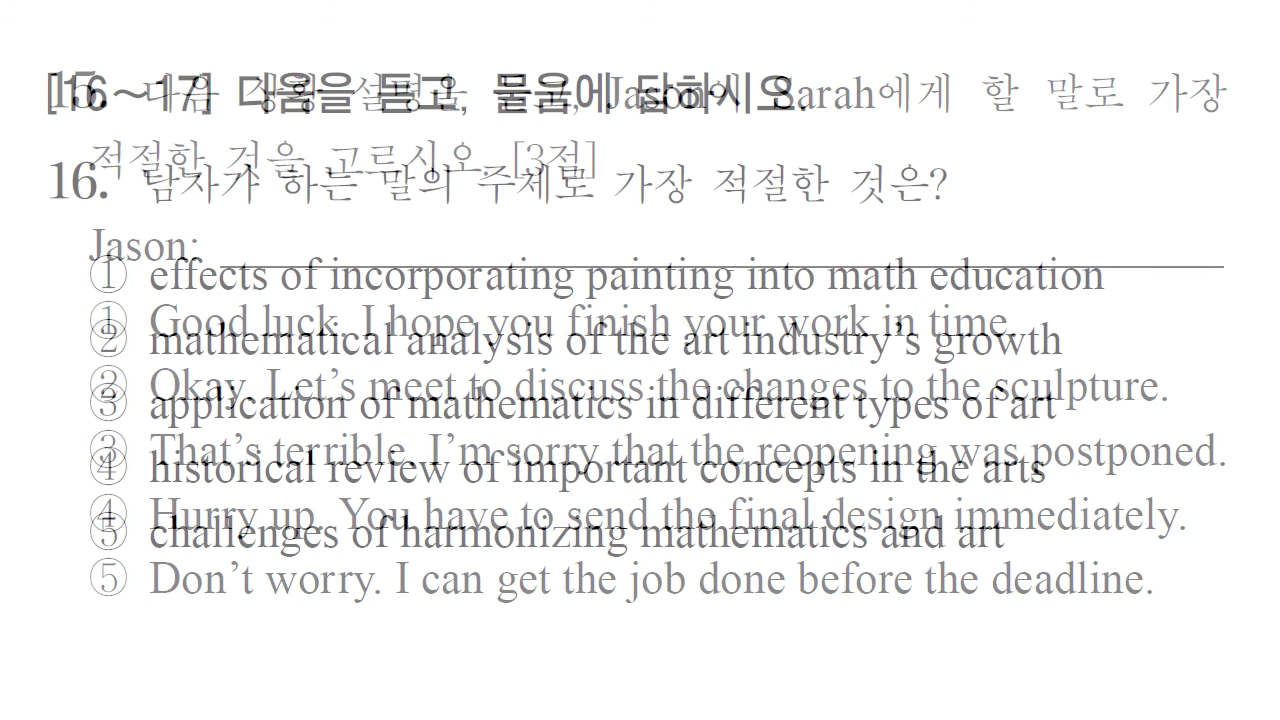 15. 다음 상황 설명을 듣고, Jason이 Sarah에게 할 말로 가장
적절한 것을 고르시오. [3점]
Jason:
① Good luck. I hope you finish your work in time.
② Okay. Let’s meet to discuss the changes to the sculpture.
③ That’s terrible. I’m sorry that the reopening was postponed.
④ Hurry up. You have to send the final design immediately.
⑤ Don’t worry. I can get the job done before the deadline.
[16~17] 다음을 듣고, 물음에 답하시오.
16. 남자가 하는 말의 주제로 가장 적절한 것은?
① effects of incorporating painting into math education
② mathematical analysis of the art industry’s growth
③ application of mathematics in different types of art
④ historical review of important concepts in the arts
⑤ challenges of harmonizing mathematics and art